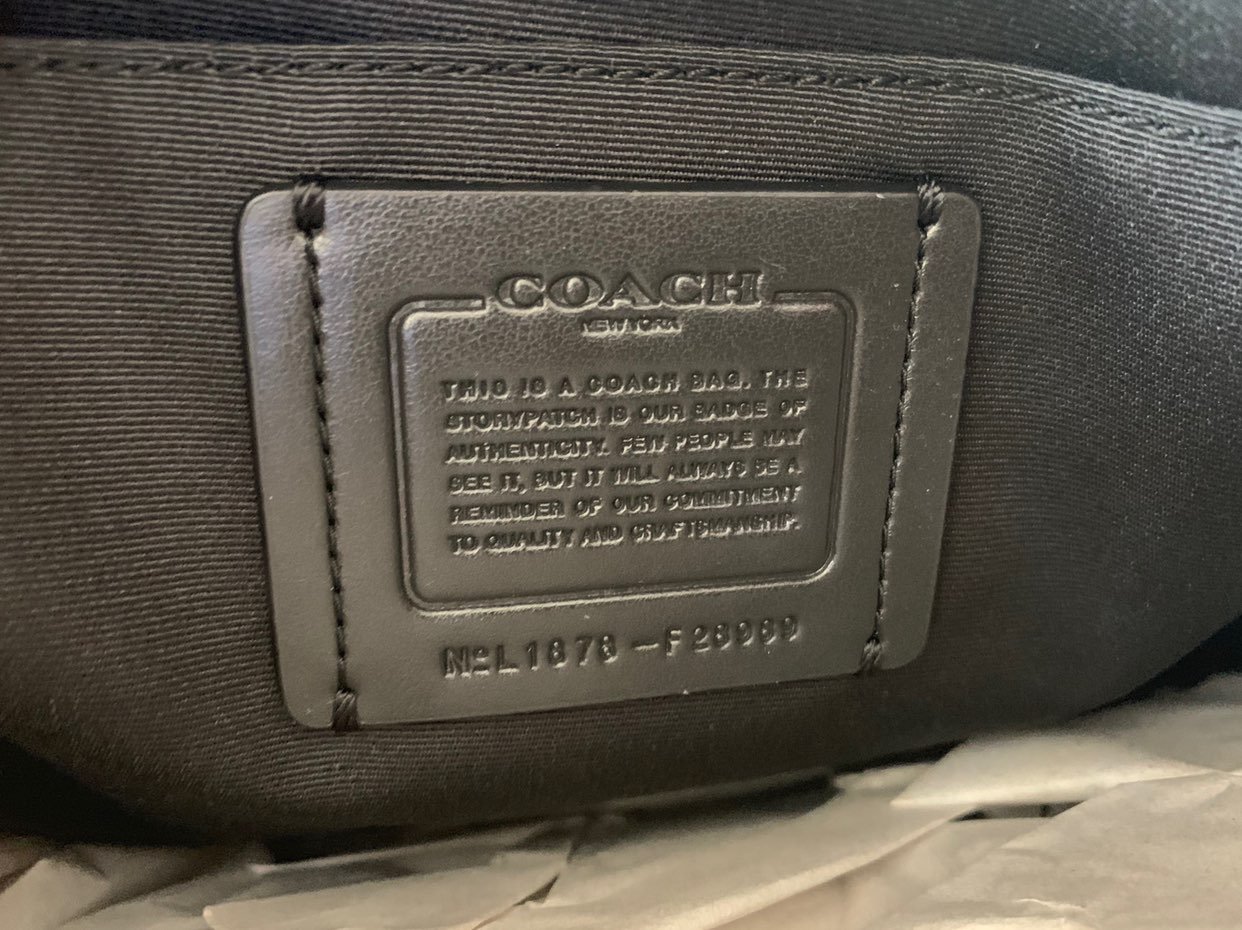 COACH
NEW YORK
THIS IS A COACH BAG. THE
STORYPATCH IS OUR BADGE OF
AUTHENTICITY. FEW PEOPLE MAY
SEE IT, BUT IT WILL ALWAYS BE A
REMINDER OF OUR COMMITMENT
TO QUALITY AND CRAFTSMANSHIP.